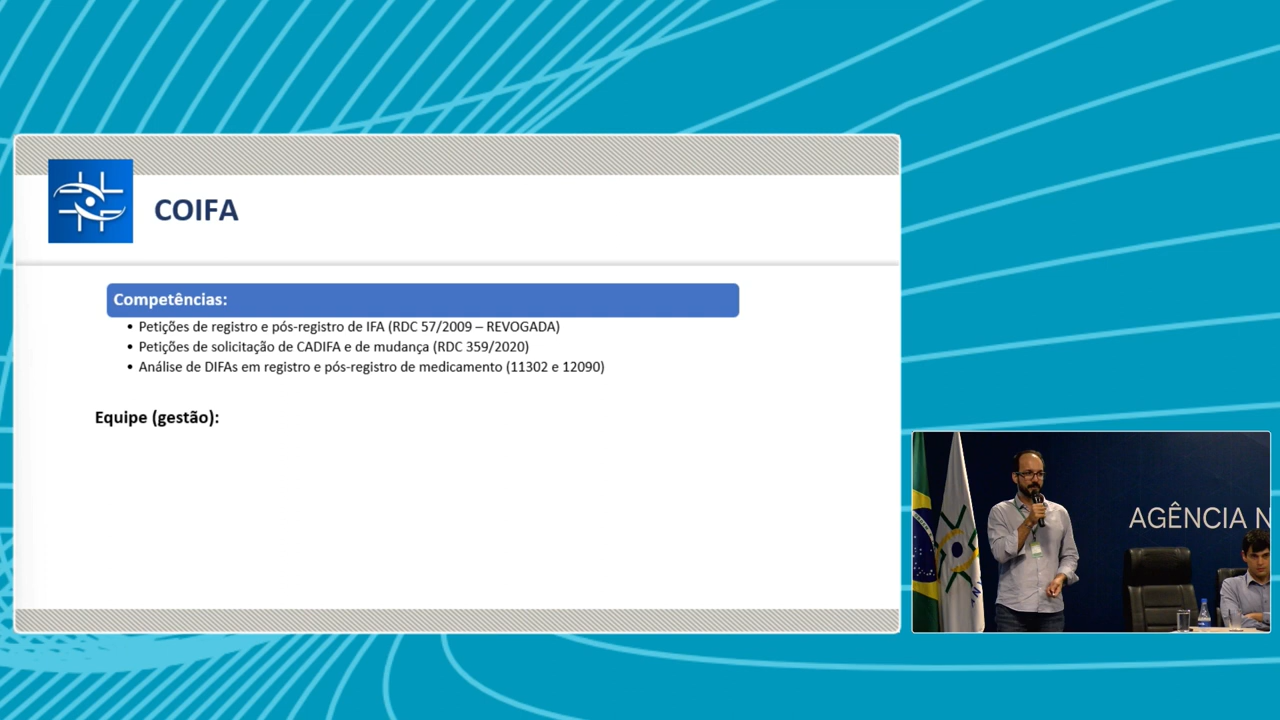 COIFA
Competências:
• Petições de registro e pós-registro de IFA (RDC 57/2009 – REVOGADA)
• Petições de solicitação de CADIFA e de mudança (RDC 359/2020)
• Análise de DIFAs em registro e pós-registro de medicamento (11302 e 12090)
Equipe (gestão):
AGÊNCIA N